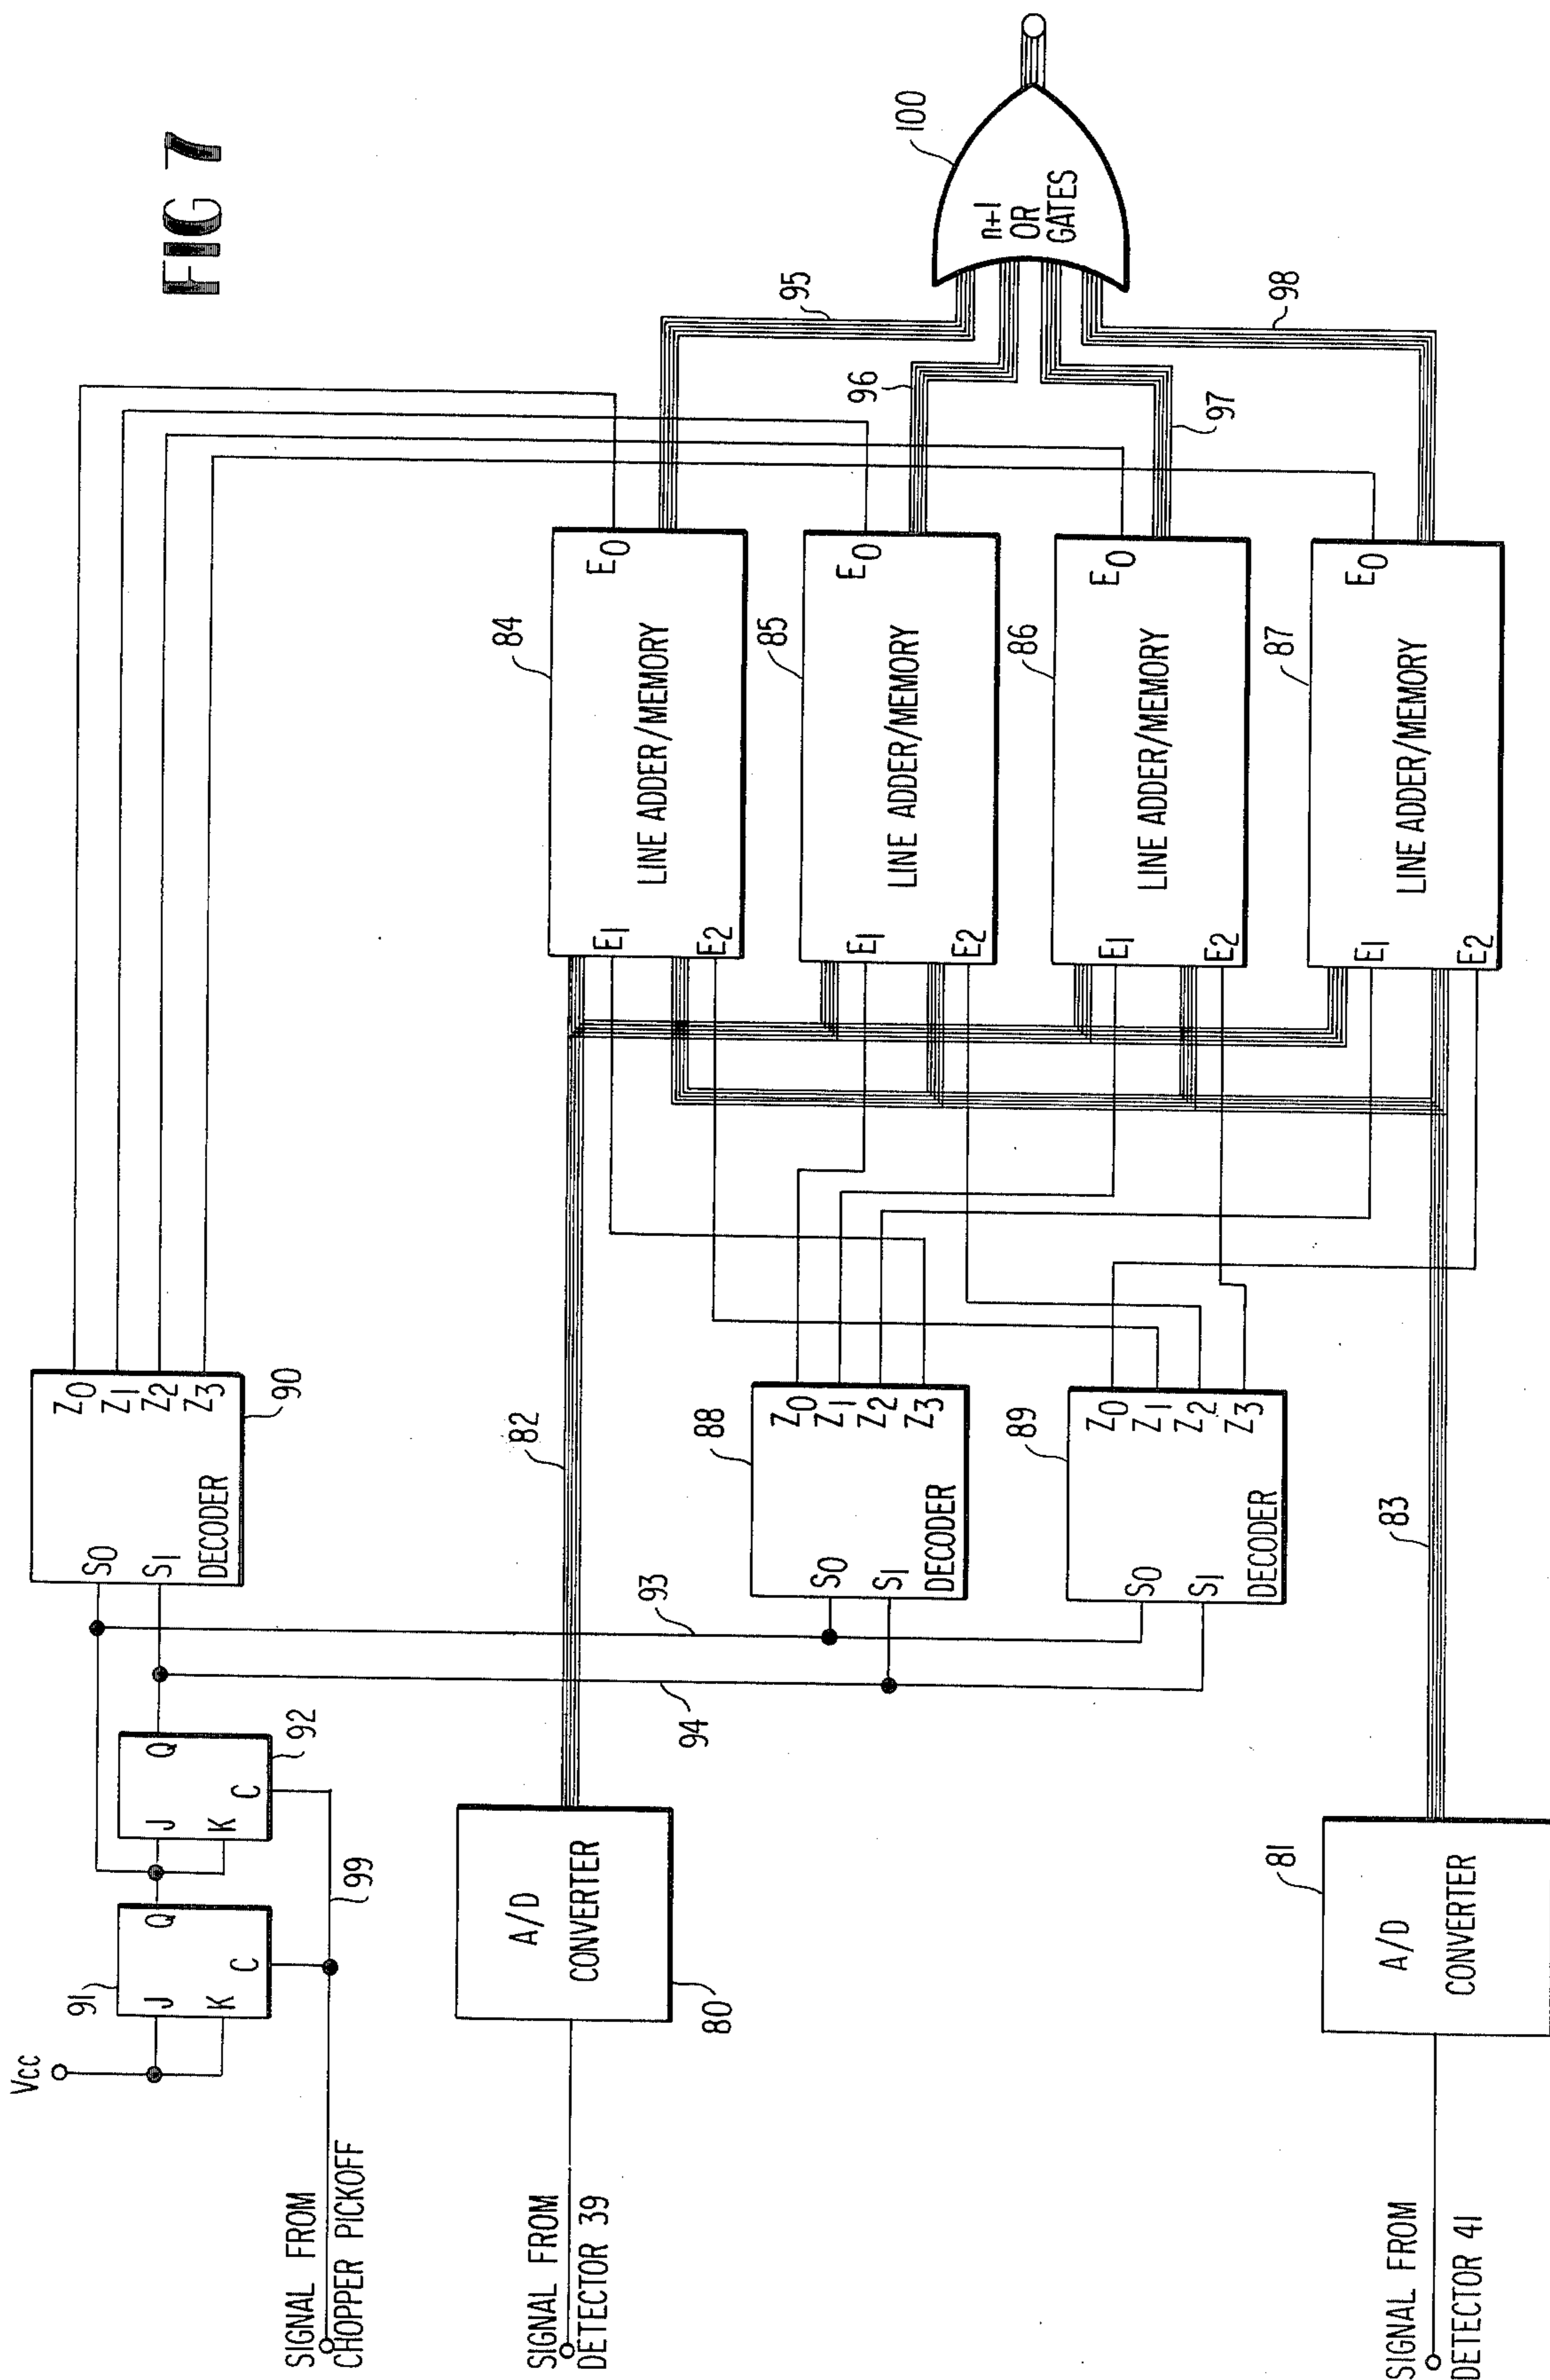 FIG 7
Vcc
SIGNAL FROM
CHOPPER PICKOFF
91
J
K
Q
C
99
J
K
Q
C
92
S0
S1
DECODER
Z0
Z1
Z2
Z3
90
93
94
SIGNAL FROM
DETECTOR 39
A/D
CONVERTER
80
82
88
S0
S1
DECODER
Z0
Z1
Z2
Z3
89
S0
S1
DECODER
Z0
Z1
Z2
Z3
SIGNAL FROM
DETECTOR 41
A/D
CONVERTER
81
83
84
E1
E2
LINE ADDER/MEMORY
E0
85
E1
E2
LINE ADDER/MEMORY
E0
86
E1
E2
LINE ADDER/MEMORY
E0
87
E1
E2
LINE ADDER/MEMORY
E0
95
96
97
98
100
n+1
OR
GATES